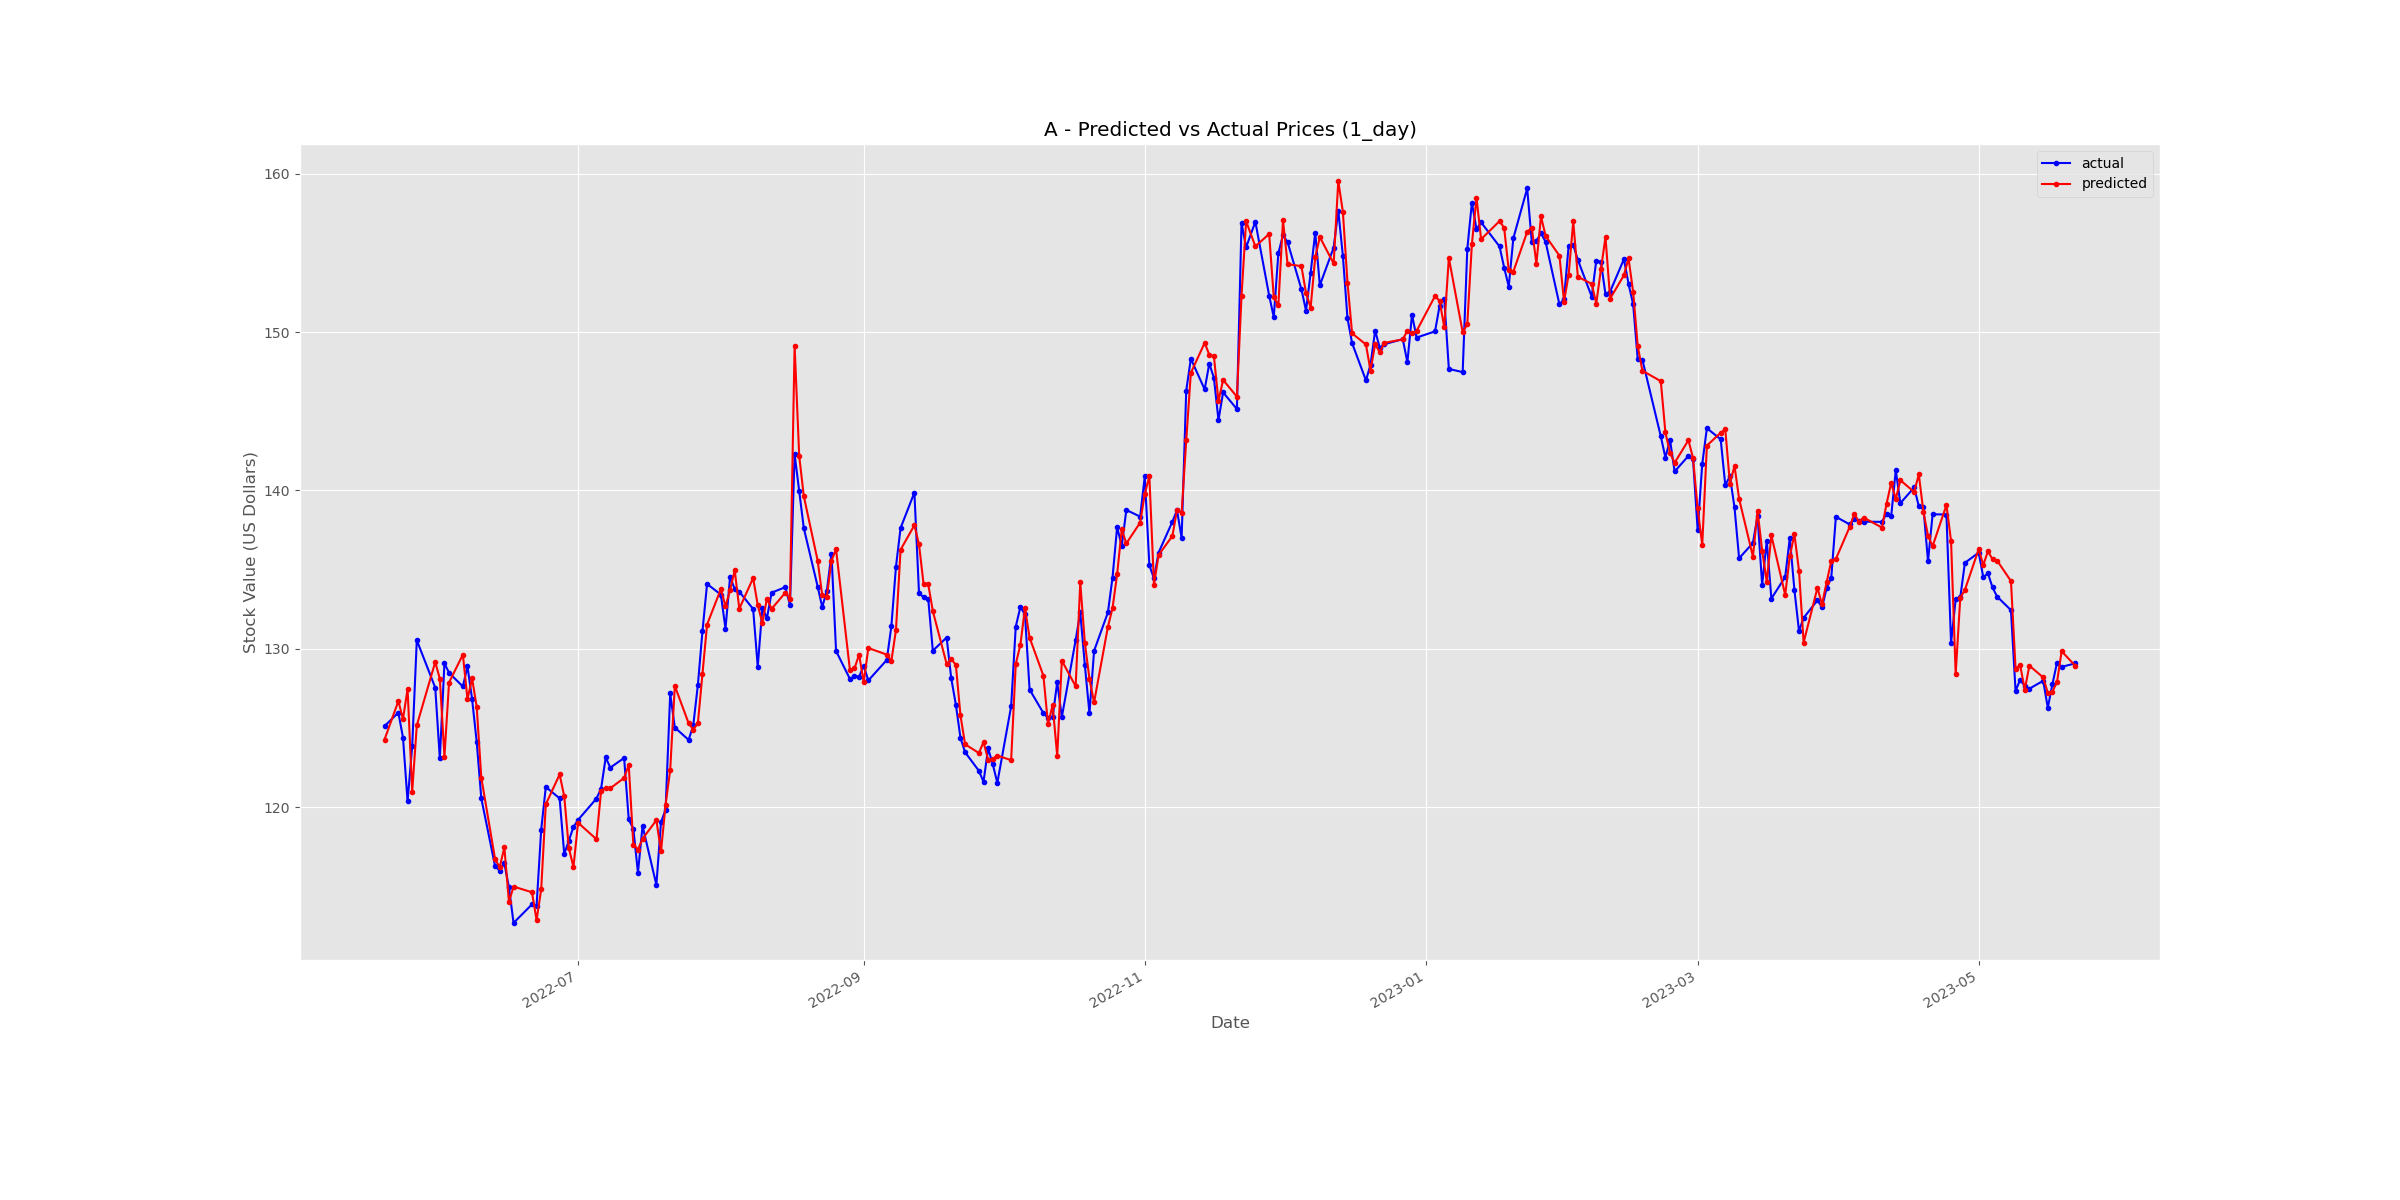 A - Predicted vs Actual Prices (1_day)
actual
predicted
Stock Value (US Dollars)
160
150
140
130
120
2022-07
2022-09
2022-11
2023-01
2023-03
2023-05
Date